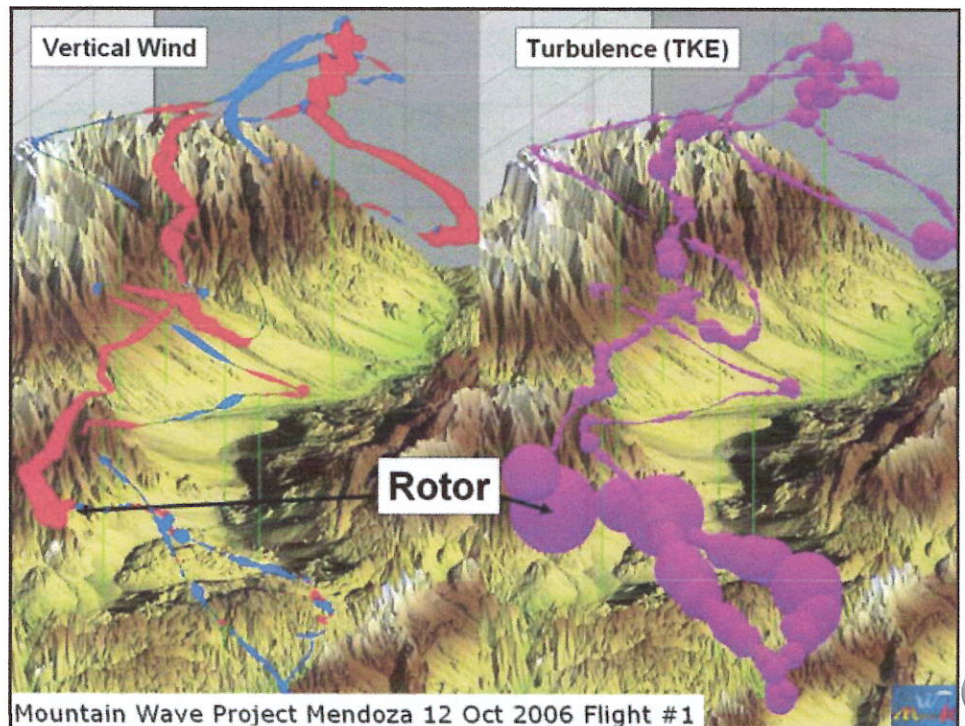 Vertical Wind
Turbulence (TKE)
Rotor
Mountain Wave Project Mendoza 12 Oct 2006 Flight #1